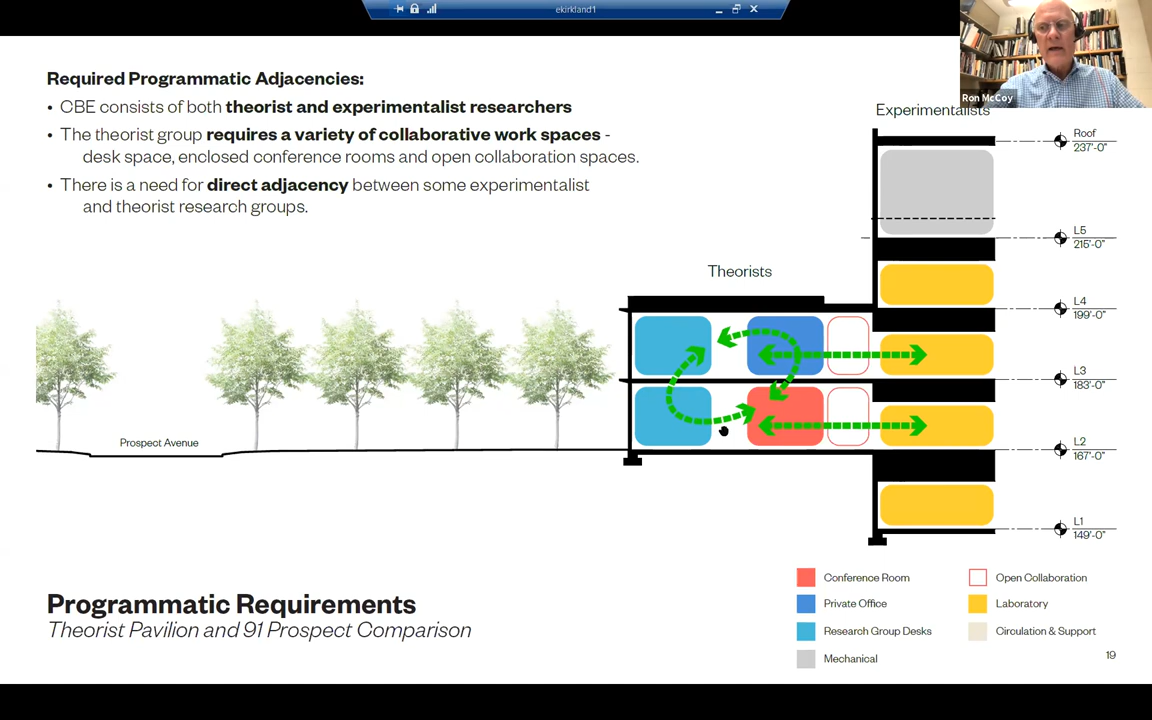 ekirkland1
Ron McCoy
Required Programmatic Adjacencies:
• CBE consists of both theorist and experimentalist researchers
• The theorist group requires a variety of collaborative work spaces -
desk space, enclosed conference rooms and open collaboration spaces.
• There is a need for direct adjacency between some experimentalist
and theorist research groups.
Experimentalists
Theorists
Roof
237'-0"
L5
215'-0"
L4
199'-0"
L3
183'-0"
L2
167'-0"
L1
149'-0"
Prospect Avenue
Programmatic Requirements
Theorist Pavilion and 91 Prospect Comparison
Conference Room
Private Office
Research Group Desks
Mechanical
Open Collaboration
Laboratory
Circulation & Support
19